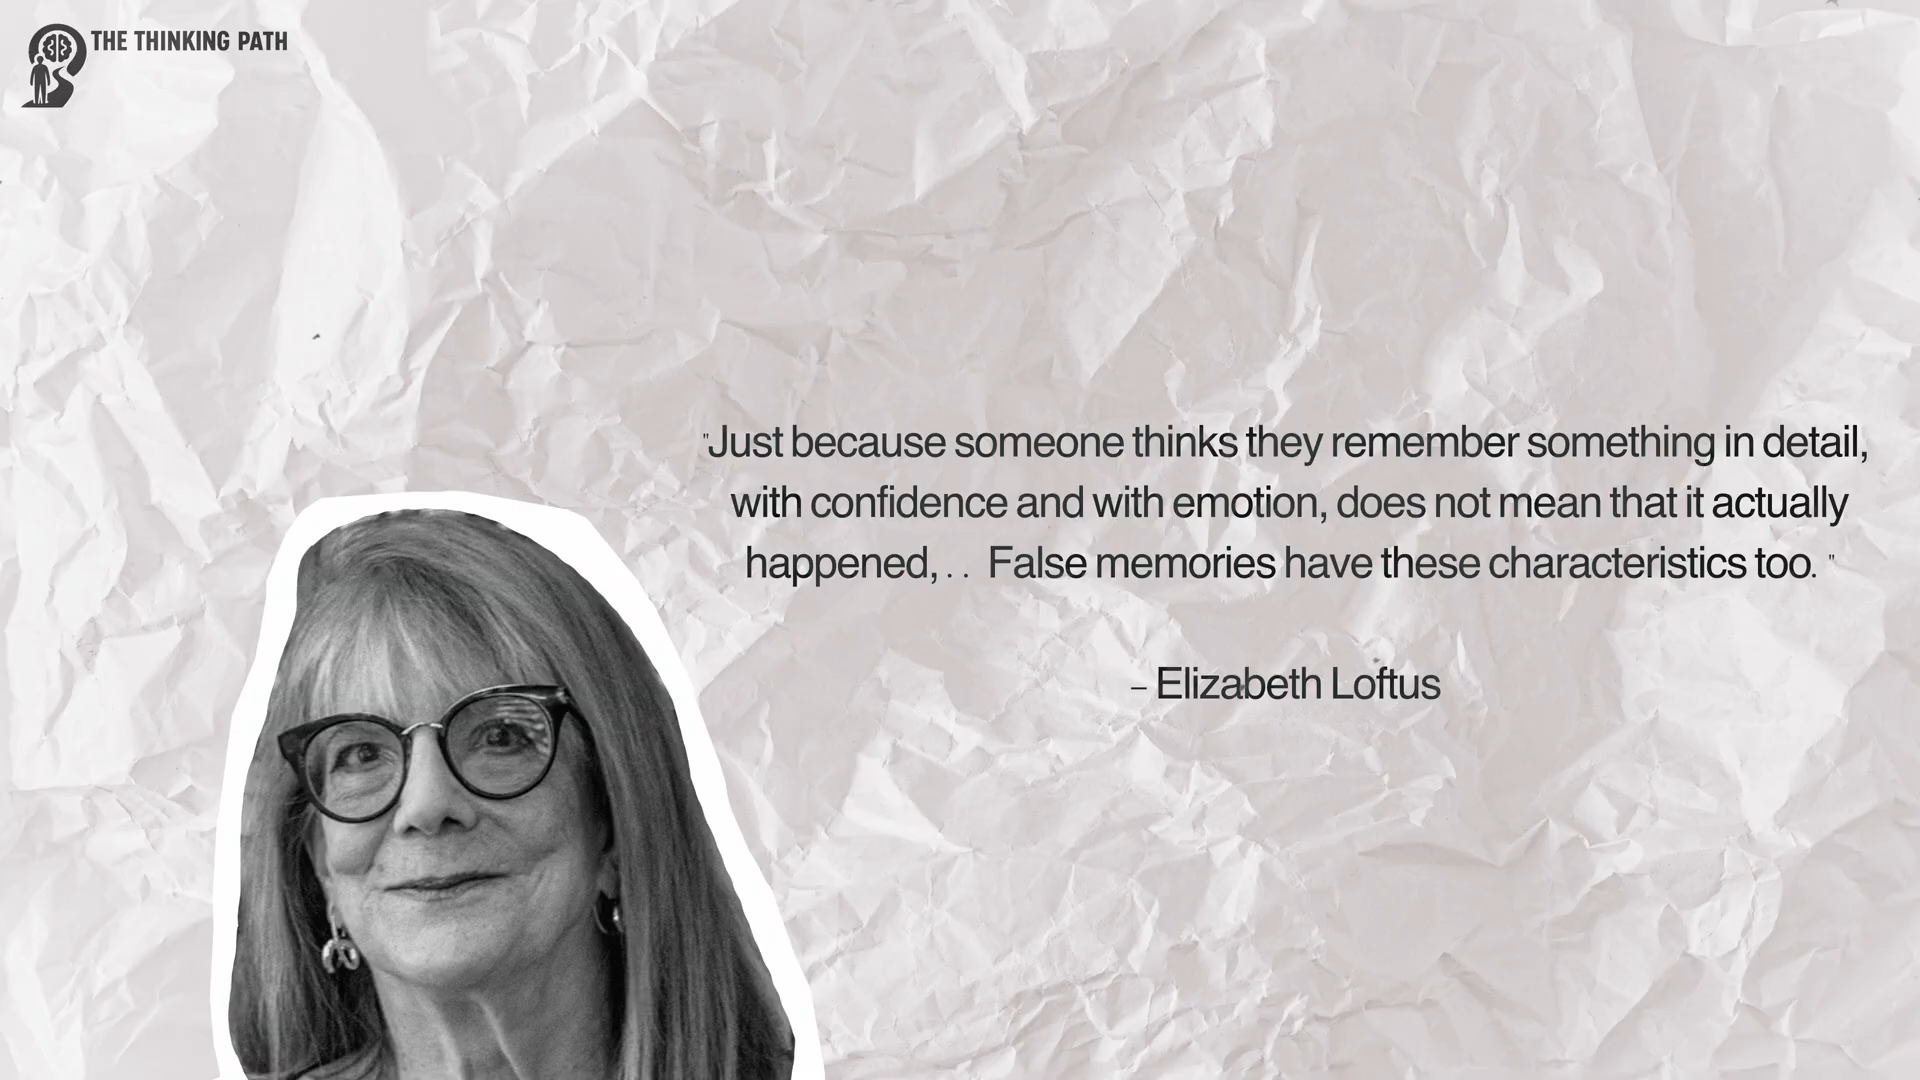 THE THINKING PATH
"Just because someone thinks they remember something in detail,
with confidence and with emotion, does not mean that it actually
happened, . .  False memories have these characteristics too. "
– Elizabeth Loftus